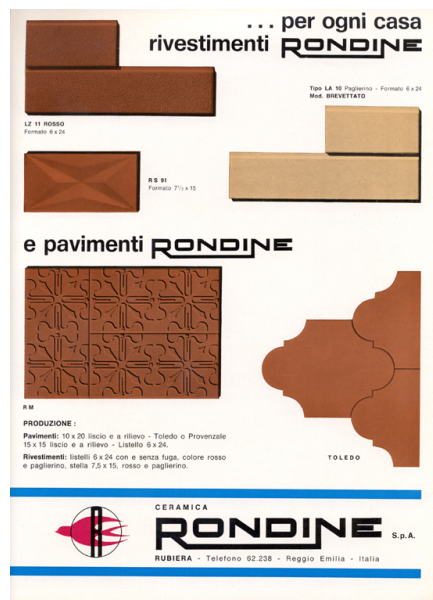 ... per ogni casa
rivestimenti RONDINE
Tipo LA 10 Paglierino - Formato 6 x 24
Mod. BREVETTATO
LZ 11 ROSSO
Formato 6 x 24
RS 91
Formato 7½ x 15
e pavimenti RONDINE
RM
PRODUZIONE :
Pavimenti: 10 x 20 liscio e a rilievo - Toledo o Provenzale
15 x 15 liscio e a rilievo - Listello 6 x 24.
Rivestimenti: listelli 6 x 24 con e senza fuga, colore rosso
e paglierino, stella 7,5 x 15, rosso e paglierino.
TOLEDO
CERAMICA
RONDINE S.p.A.
RUBIERA - Telefono 62.238 - Reggio Emilia - Italia